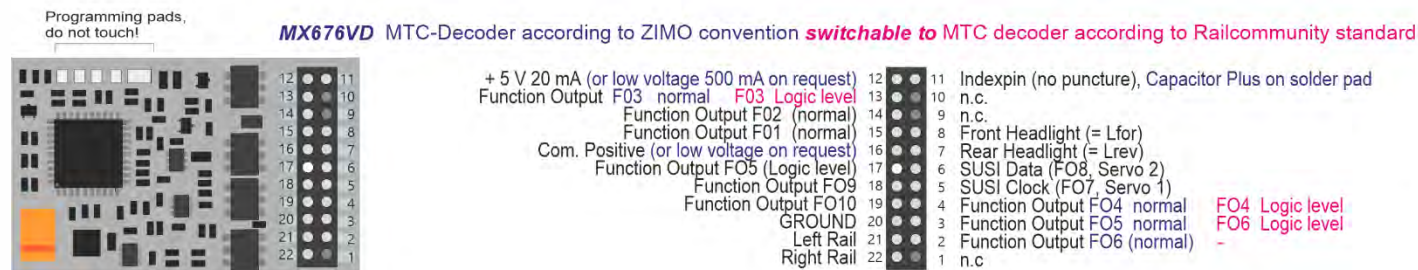 Programming pads,
do not touch!
MX676VD MTC-Decoder according to ZIMO convention switchable to MTC decoder according to Railcommunity standard
12 11
13 10
14 9
15 8
16 7
17 6
18 5
19 4
20 3
21 2
22 1
+ 5 V 20 mA (or low voltage 500 mA on request) 12 11 Indexpin (no puncture), Capacitor Plus on solder pad
Function Output F03 normal F03 Logic level 13 10 n.c.
Function Output F02 (normal) 14 9 n.c.
Function Output F01 (normal) 15 8 Front Headlight (= Lfor)
Com. Positive (or low voltage on request) 16 7 Rear Headlight (= Lrev)
Function Output FO5 (Logic level) 17 6 SUSI Data (FO8, Servo 2)
Function Output FO9 18 5 SUSI Clock (FO7, Servo 1)
Function Output FO10 19 4 Function Output FO4 normal FO4 Logic level
GROUND 20 3 Function Output FO5 normal FO6 Logic level
Left Rail 21 2 Function Output FO6 (normal) -
Right Rail 22 1 n.c